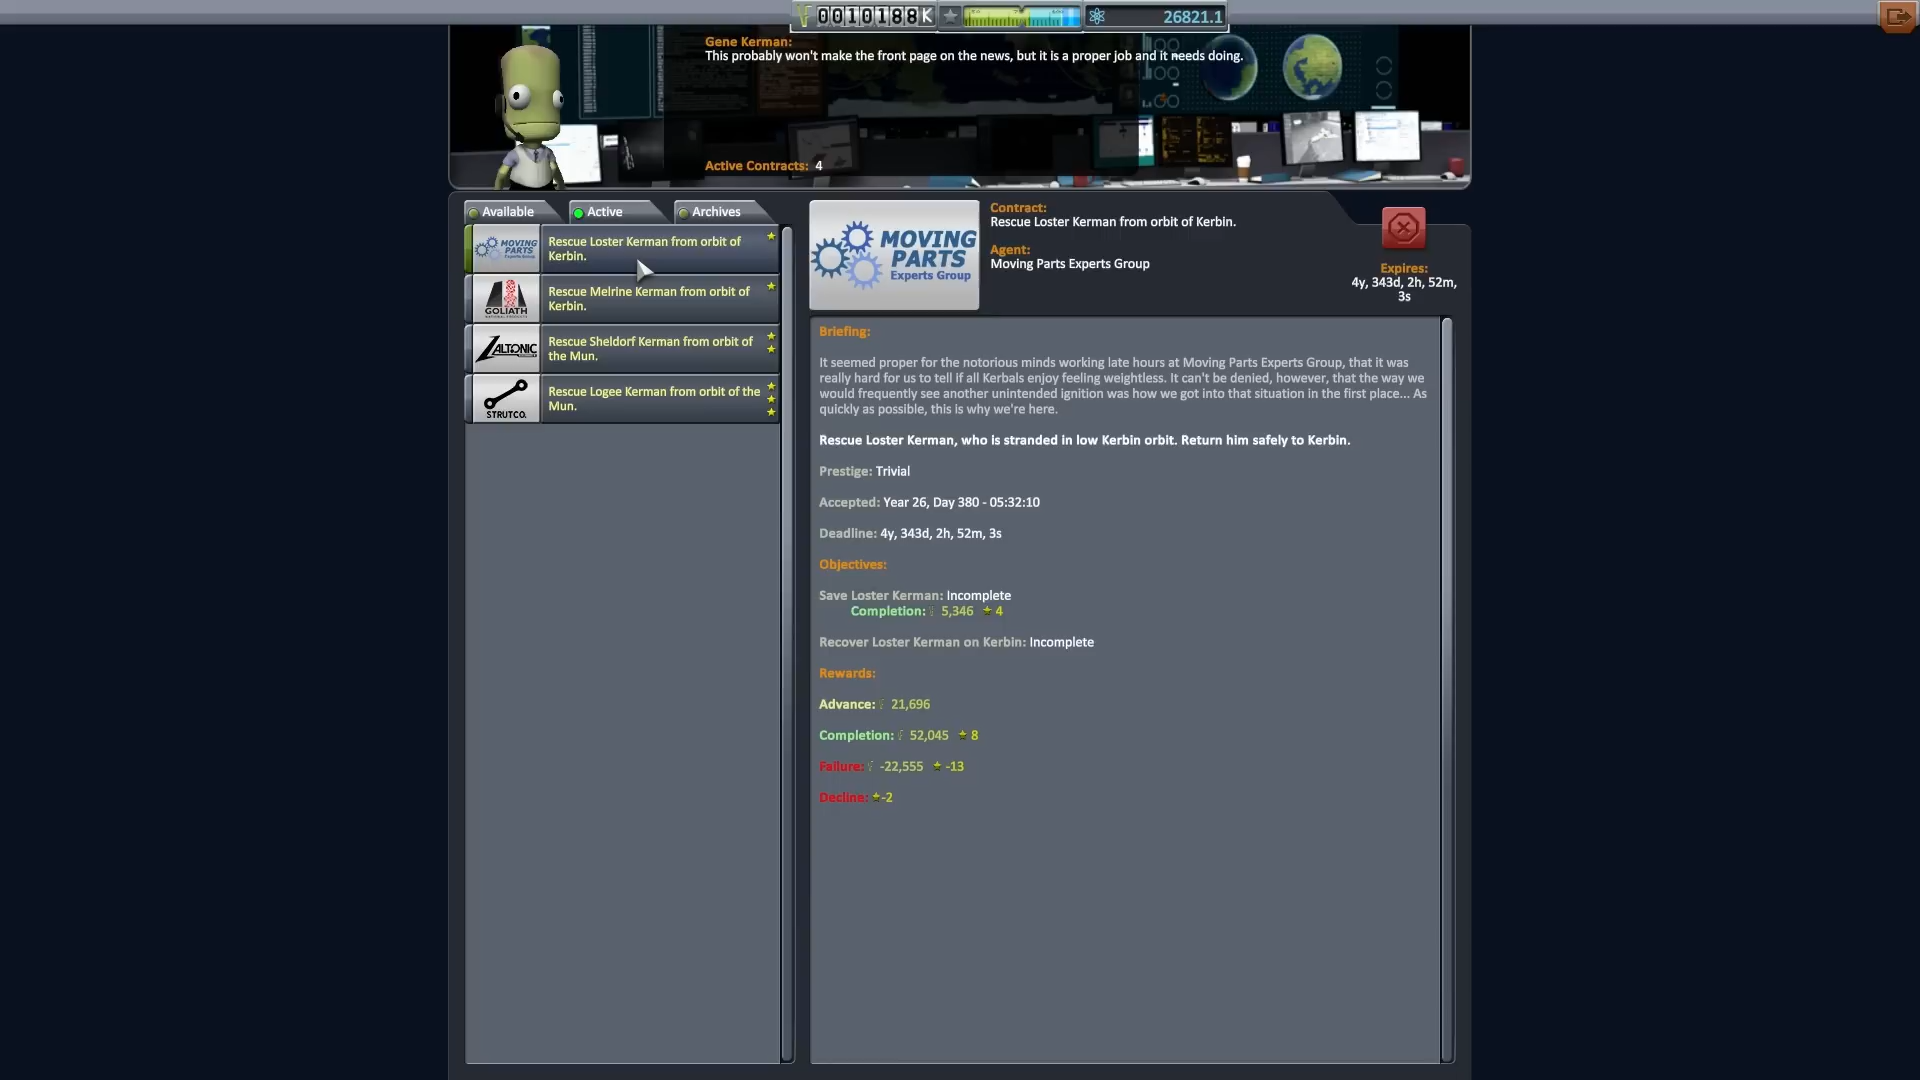 0010188K
26821.1
Gene Kerman:
This probably won't make the front page on the news, but it is a proper job and it needs doing.
Active Contracts: 4
Available
Active
Archives
MOVING
PARTS
Experts Group
Rescue Loster Kerman from orbit of
Kerbin.
GOLIATH
Rescue Melrine Kerman from orbit of
Kerbin.
ZALTONIC
Rescue Sheldorf Kerman from orbit of
the Mun.
STRUTCO.
Rescue Logee Kerman from orbit of the
Mun.
MOVING
PARTS
Experts Group
Contract:
Rescue Loster Kerman from orbit of Kerbin.
Agent:
Moving Parts Experts Group
Expires:
4y, 343d, 2h, 52m,
3s
Briefing:
It seemed proper for the notorious minds working late hours at Moving Parts Experts Group, that it was
really hard for us to tell if all Kerbals enjoy feeling weightless. It can't be denied, however, that the way we
would frequently see another unintended ignition was how we got into that situation in the first place... As
quickly as possible, this is why we're here.
Rescue Loster Kerman, who is stranded in low Kerbin orbit. Return him safely to Kerbin.
Prestige: Trivial
Accepted: Year 26, Day 380 - 05:32:10
Deadline: 4y, 343d, 2h, 52m, 3s
Objectives:
Save Loster Kerman: Incomplete
Completion: 5,346 4
Recover Loster Kerman on Kerbin: Incomplete
Rewards:
Advance: 21,696
Completion: 52,045 8
Failure: -22,555 -13
Decline: -2